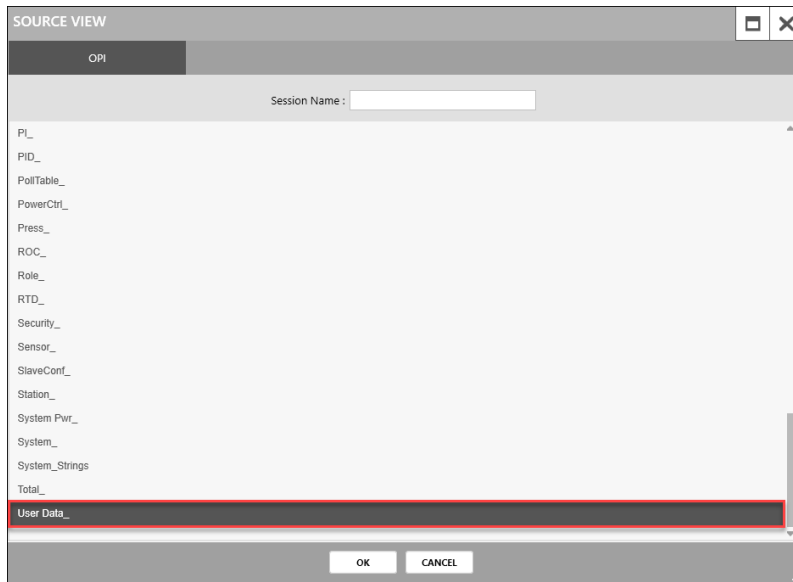 SOURCE VIEW
OPI
Session Name :
PI_
PID_
PollTable_
PowerCtrl_
Press_
ROC_
Role_
RTD_
Security_
Sensor_
SlaveConf_
Station_
System Pwr_
System_
System_Strings
Total_
User Data_
OK CANCEL